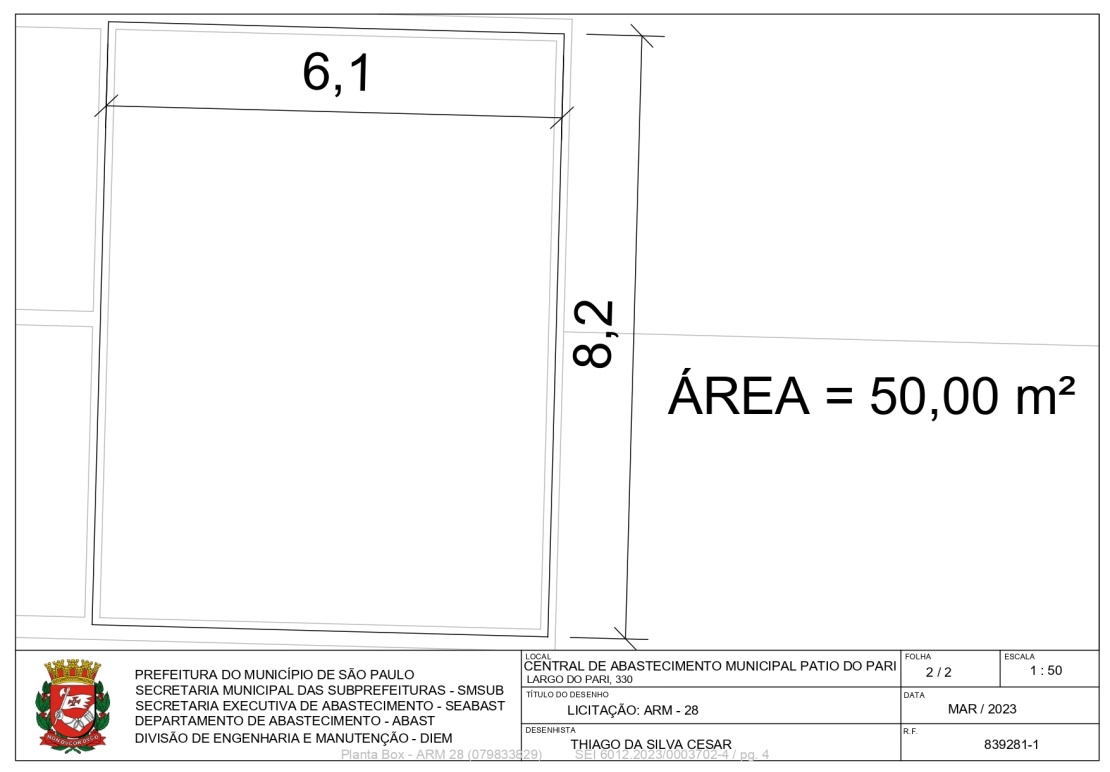 6,1
8,2
ÁREA = 50,00 m²
PREFEITURA DO MUNICÍPIO DE SÃO PAULO
SECRETARIA MUNICIPAL DAS SUBPREFEITURAS - SMSUB
SECRETARIA EXECUTIVA DE ABASTECIMENTO - SEABAST
DEPARTAMENTO DE ABASTECIMENTO - ABAST
DIVISÃO DE ENGENHARIA E MANUTENÇÃO - DIEM
LOCAL
CENTRAL DE ABASTECIMENTO MUNICIPAL PATIO DO PARI
LARGO DO PARI, 330
FOLHA
2 / 2
ESCALA
1 : 50
TÍTULO DO DESENHO
LICITAÇÃO: ARM - 28
DATA
MAR / 2023
DESENHISTA
THIAGO DA SILVA CESAR
R.F.
839281-1
Planta Box - ARM 28 (079833829) SEI 6012.2023/0003702-4 / pg. 4